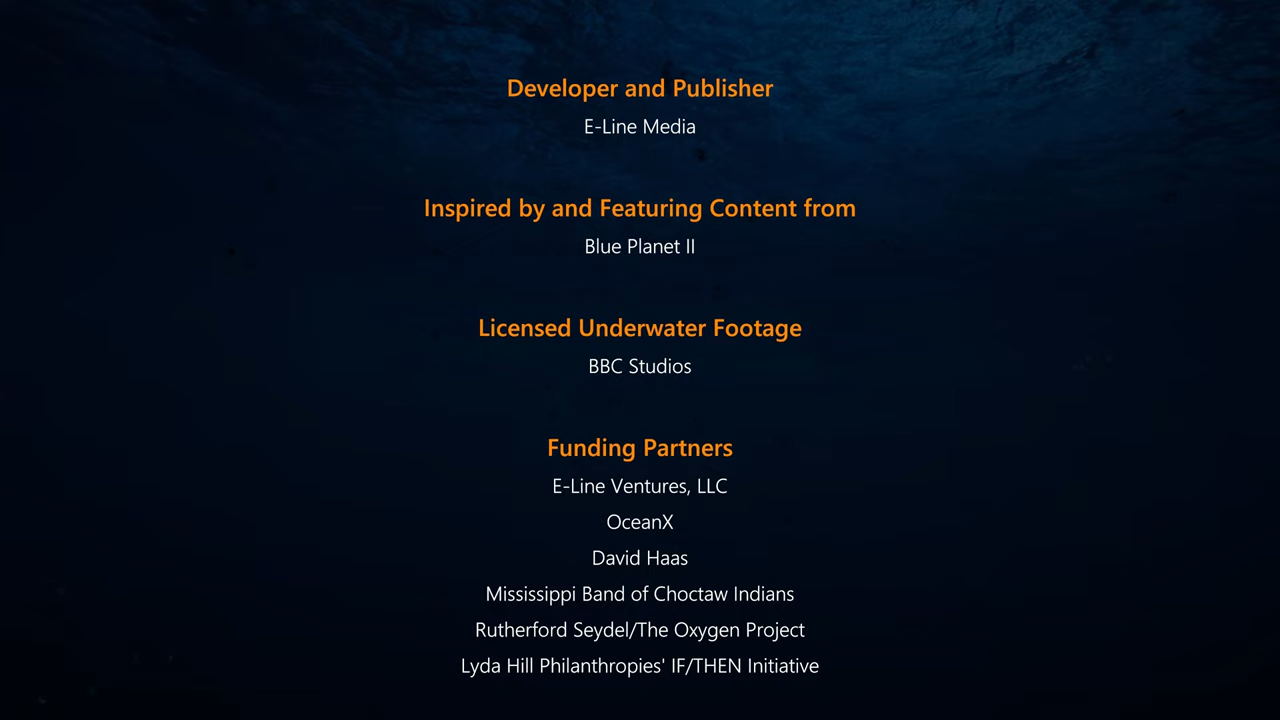 Developer and Publisher
E-Line Media
Inspired by and Featuring Content from
Blue Planet II
Licensed Underwater Footage
BBC Studios
Funding Partners
E-Line Ventures, LLC
OceanX
David Haas
Mississippi Band of Choctaw Indians
Rutherford Seydel/The Oxygen Project
Lyda Hill Philanthropies' IF/THEN Initiative